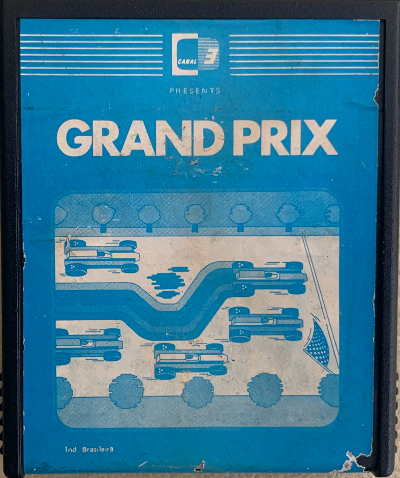 CANAL 3
PRESENTS
GRAND PRIX
Ind. Brasileira